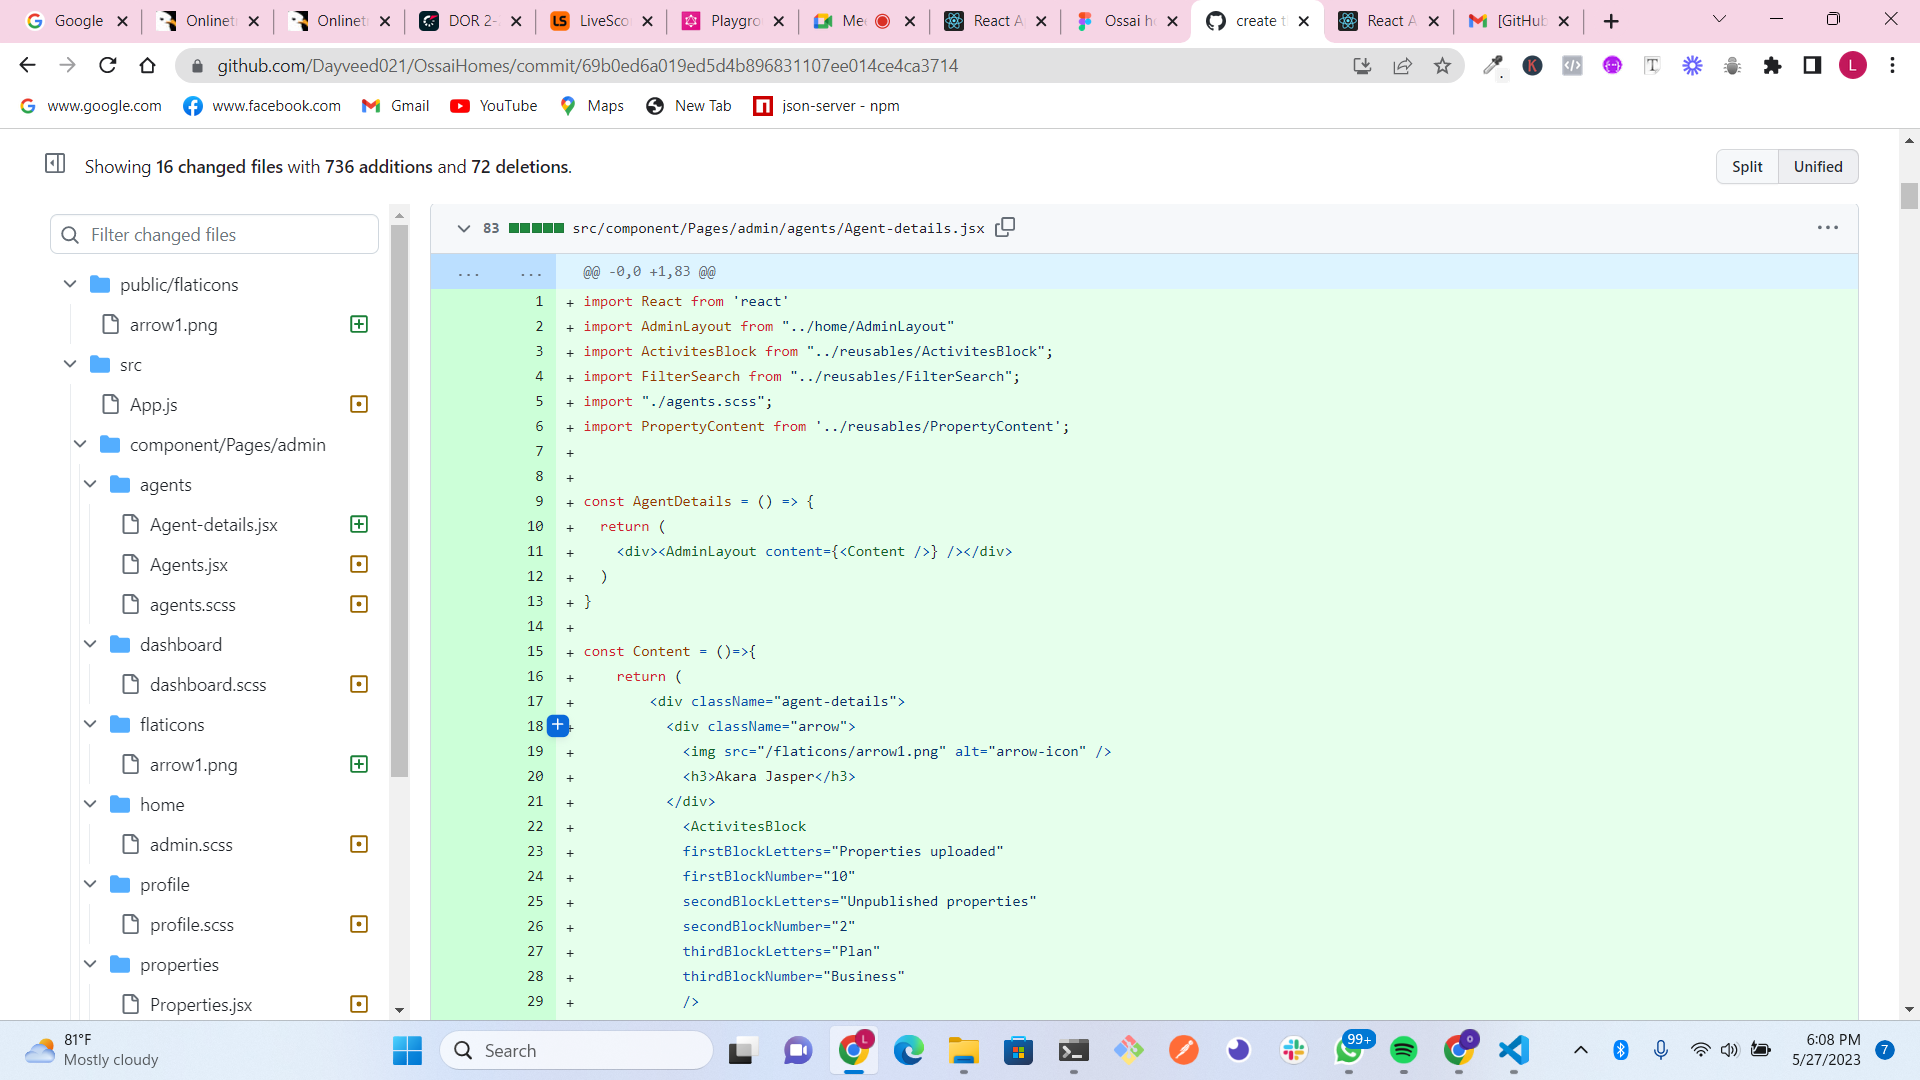 Google
Onlinet
Onlinet
DOR 2-
LiveSco
Playgro
Mee
React A
Ossai h
create t
React A
[GitHub
github.com/Dayveed021/OssaiHomes/commit/69b0ed6a019ed5d4b896831107ee014ce4ca3714
L
www.google.com
www.facebook.com
Gmail
YouTube
Maps
New Tab
json-server - npm
Showing 16 changed files with 736 additions and 72 deletions.
Split
Unified
Filter changed files
public/flaticons
arrow1.png
src
App.js
component/Pages/admin
agents
Agent-details.jsx
Agents.jsx
agents.scss
dashboard
dashboard.scss
flaticons
arrow1.png
home
admin.scss
profile
profile.scss
properties
Properties.jsx
83 src/component/Pages/admin/agents/Agent-details.jsx
... ... @@ -0,0 +1,83 @@
1 + import React from 'react'
2 + import AdminLayout from "../home/AdminLayout"
3 + import ActivitesBlock from "../reusables/ActivitesBlock";
4 + import FilterSearch from "../reusables/FilterSearch";
5 + import "./agents.scss";
6 + import PropertyContent from '../reusables/PropertyContent';
7 +
8 +
9 + const AgentDetails = () => {
10 + return (
11 + <div><AdminLayout content={<Content />} /></div>
12 + )
13 + }
14 +
15 + const Content = ()=>{
16 + return (
17 + <div className="agent-details">
18 + <div className="arrow">
19 + <img src="/flaticons/arrow1.png" alt="arrow-icon" />
20 + <h3>Akara Jasper</h3>
21 + </div>
22 + <ActivitesBlock
23 + firstBlockLetters="Properties uploaded"
24 + firstBlockNumber="10"
25 + secondBlockLetters="Unpublished properties"
26 + secondBlockNumber="2"
27 + thirdBlockLetters="Plan"
28 + thirdBlockNumber="Business"
29 + />
81°F
Mostly cloudy
Search
L
99+
6:08 PM
5/27/2023
7